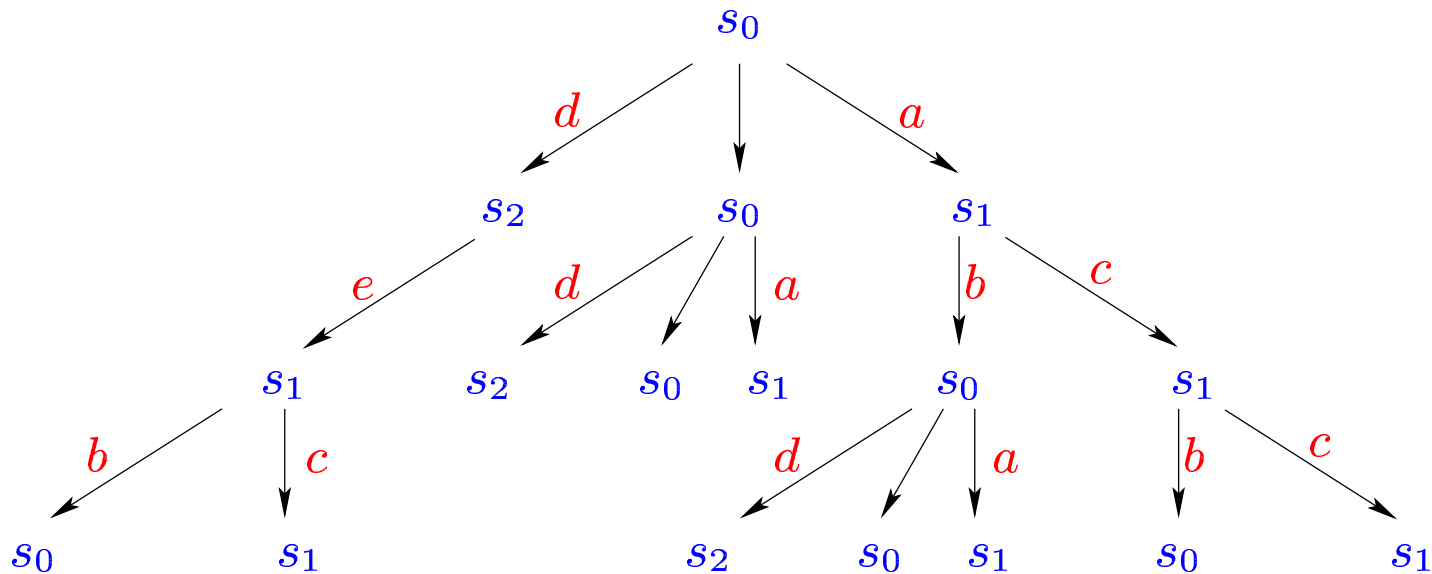 s₀
d a
s₂ s₀ s₁
e d a b c
s₁ s₂ s₀ s₁ s₀ s₁
b c d a b c
s₀ s₁ s₂ s₀ s₁ s₀ s₁